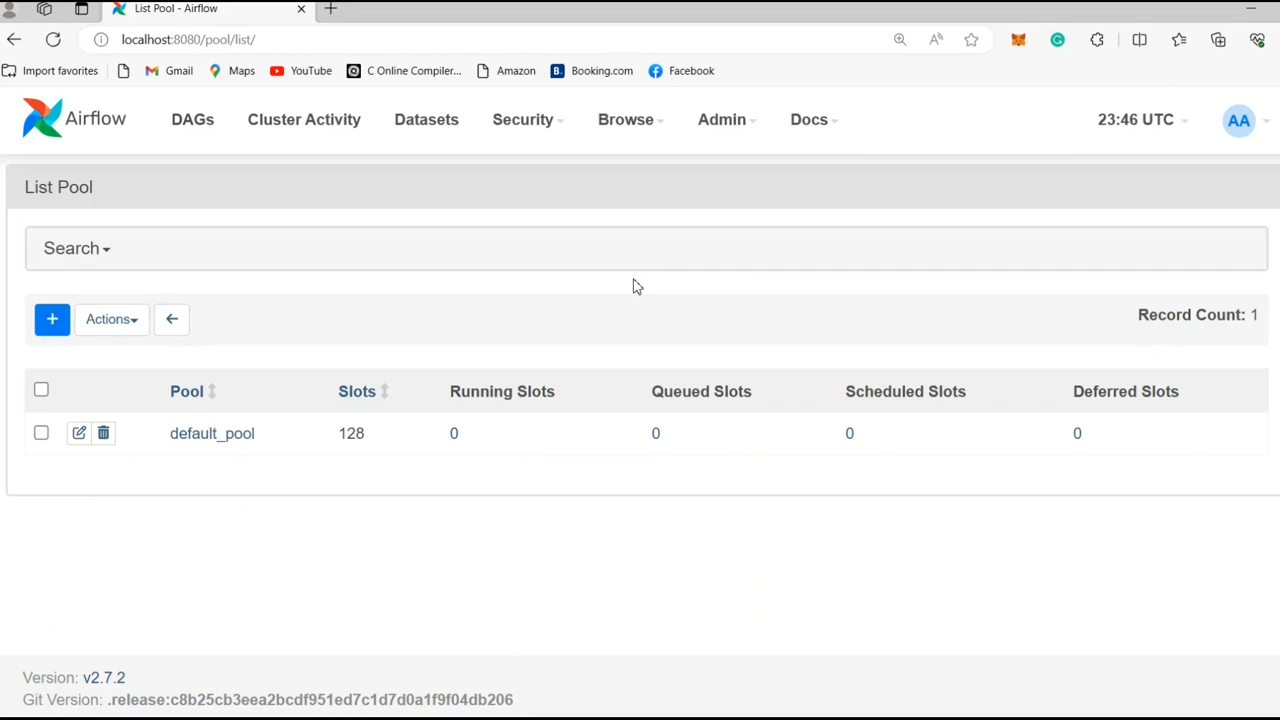 List Pool - Airflow
localhost:8080/pool/list/
Import favorites Gmail Maps YouTube C Online Compiler... Amazon Booking.com Facebook
Airflow DAGs Cluster Activity Datasets Security Browse Admin Docs 23:46 UTC AA
List Pool
Search
+ Actions Record Count: 1
Pool Slots Running Slots Queued Slots Scheduled Slots Deferred Slots
default_pool 128 0 0 0 0
Version: v2.7.2
Git Version: .release:c8b25cb3eea2bcdf951ed7c1d7d0a1f9f04db206